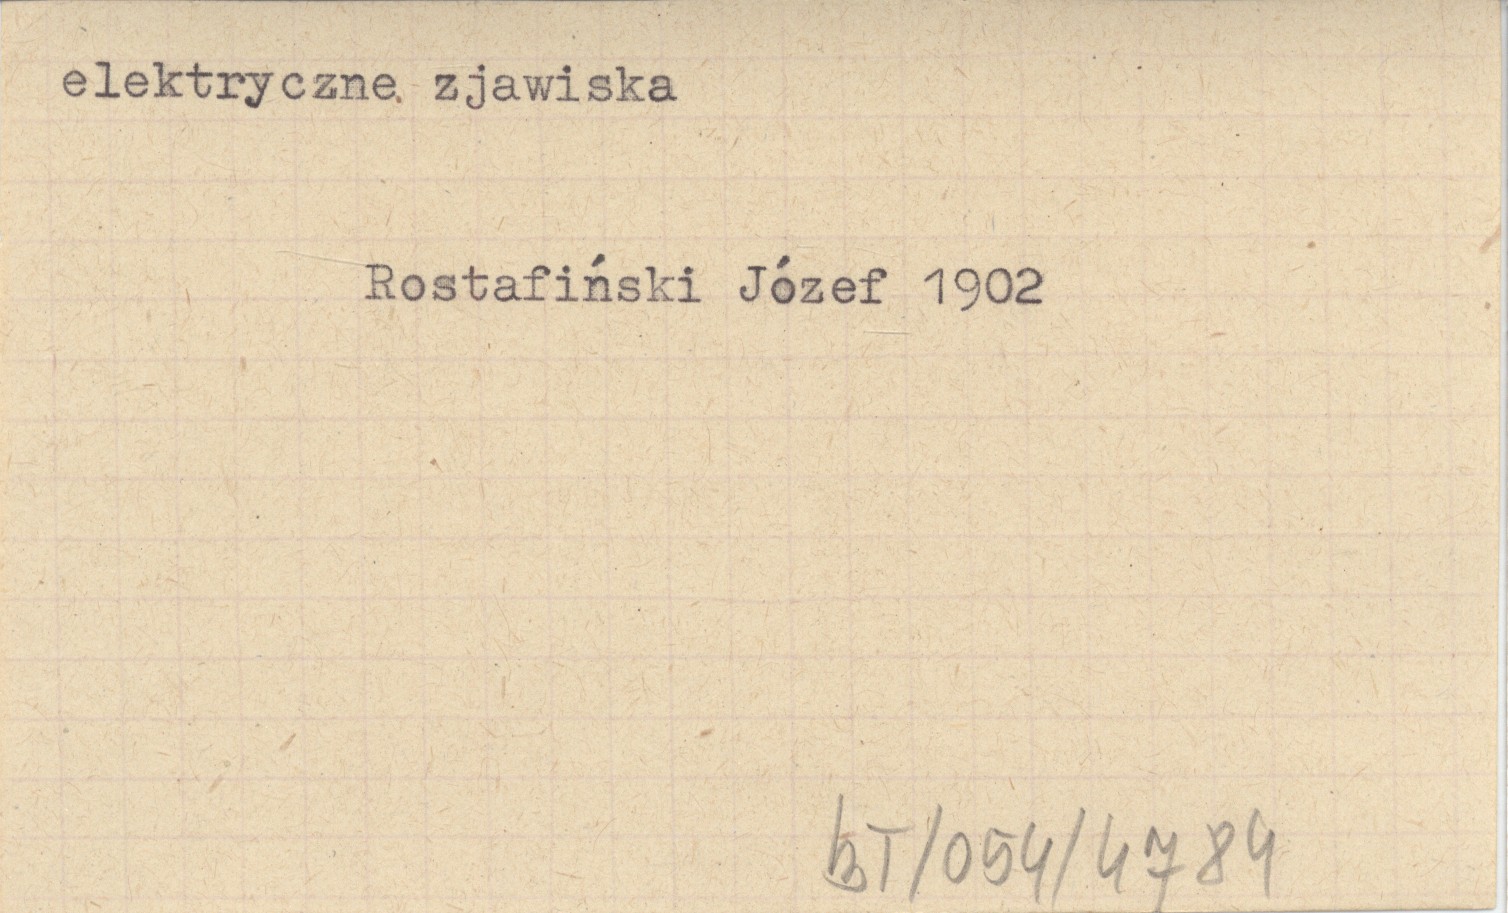 elektryczne zjawiska
Rostafiński Józef 1902
BT/054/4784